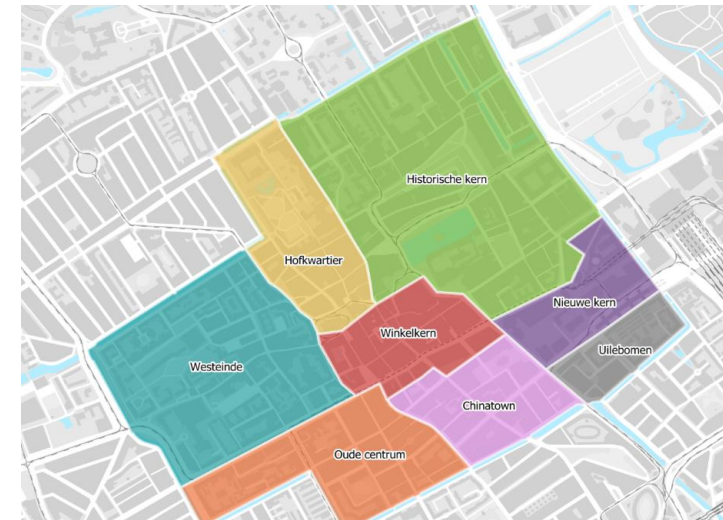 Historische kern
Hofkwartier
Nieuwe kern
Winkelkern
Uilebomen
Westeinde
Chinatown
Oude centrum